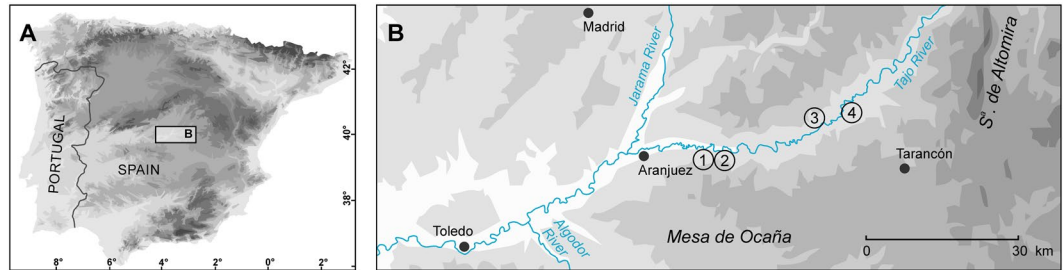 A
PORTUGAL
SPAIN
B
42°
40°
38°
8°
6°
4°
2°
0°
2°
B
Madrid
Jarama River
Tajo River
Sª. de Altomira
3
4
1
2
Aranjuez
Tarancón
Toledo
Algodor
River
Mesa de Ocaña
0
30 km